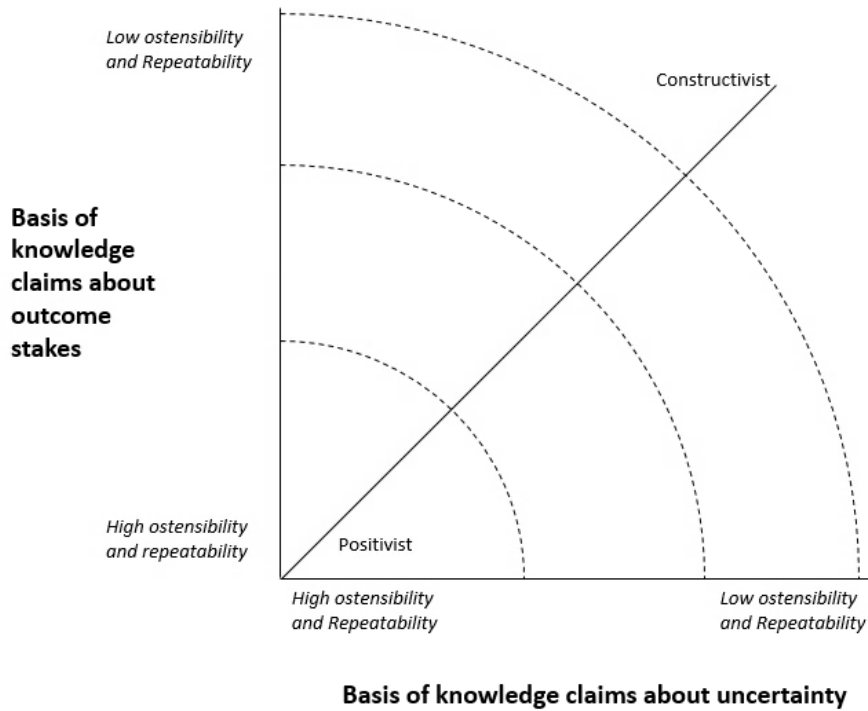 Low ostensibility
and Repeatability
Constructivist
Basis of
knowledge
claims about
outcome
stakes
High ostensibility
and repeatability
Positivist
High ostensibility
and Repeatability
Low ostensibility
and Repeatability
Basis of knowledge claims about uncertainty